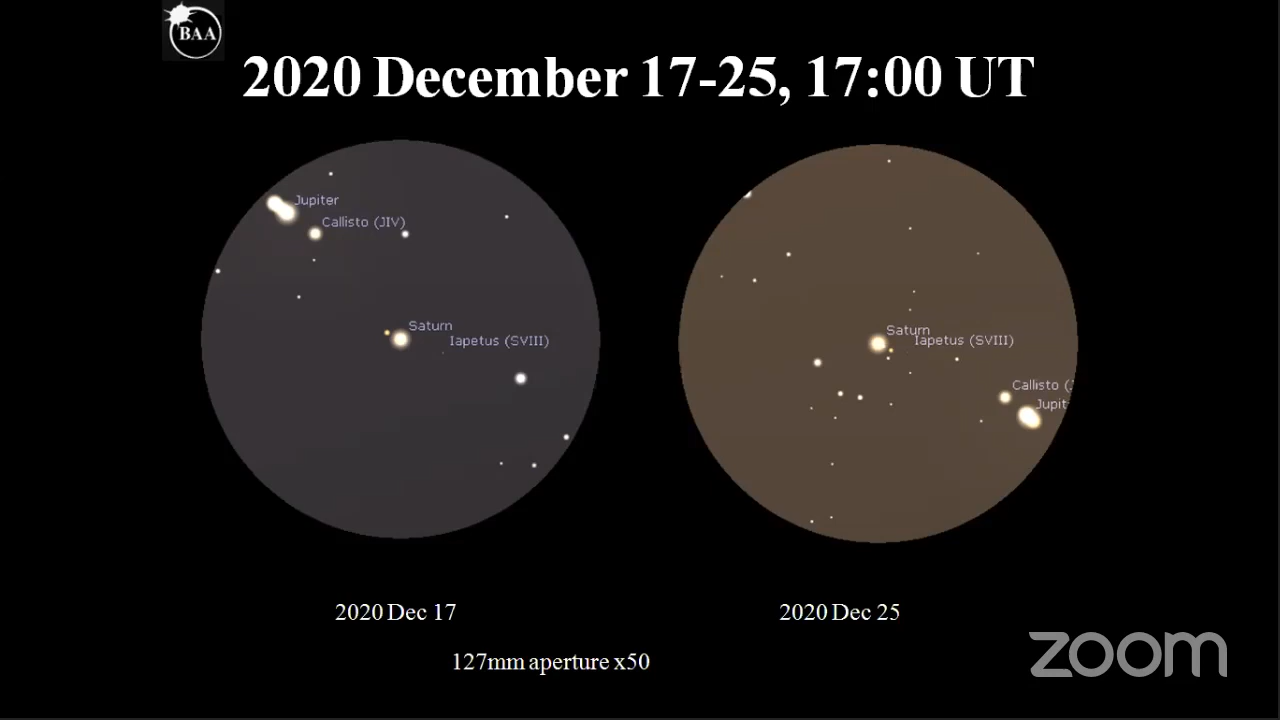 BAA
2020 December 17-25, 17:00 UT
Jupiter
Callisto (JIV)
Saturn
Iapetus (SVIII)
Saturn
Iapetus (SVIII)
Callisto (J
Jupit
2020 Dec 17
2020 Dec 25
127mm aperture x50
zoom